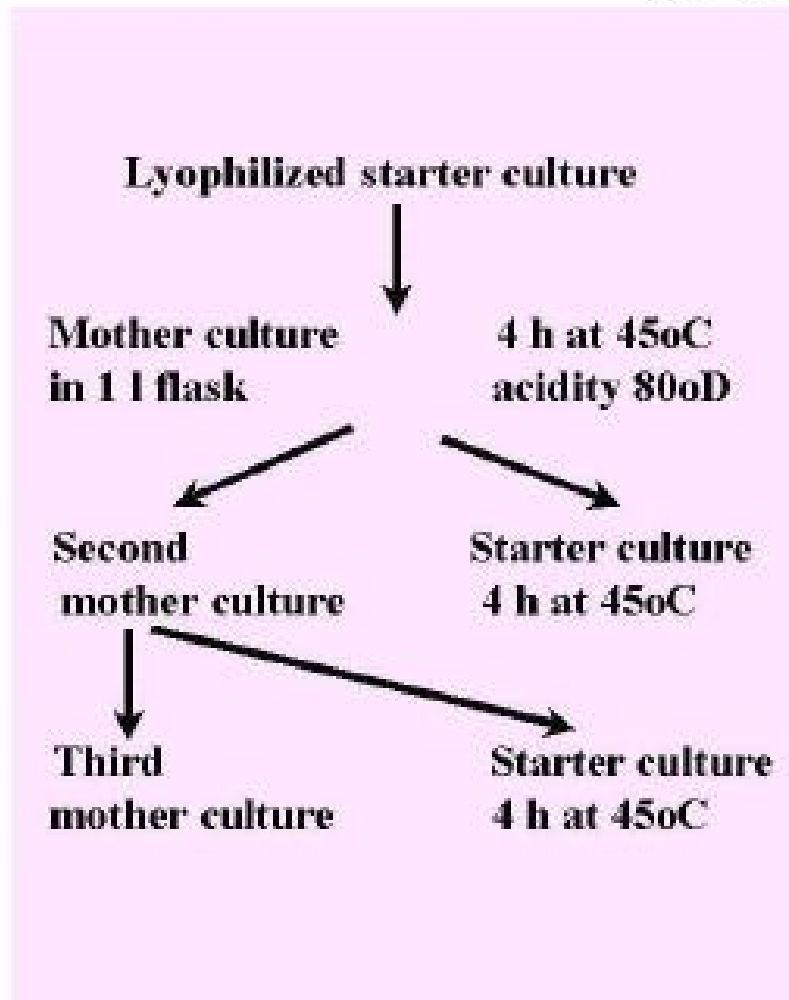 Lyophilized starter culture
Mother culture 4 h at 45oC
in 1 l flask acidity 80oD
Second Starter culture
mother culture 4 h at 45oC
Third Starter culture
mother culture 4 h at 45oC